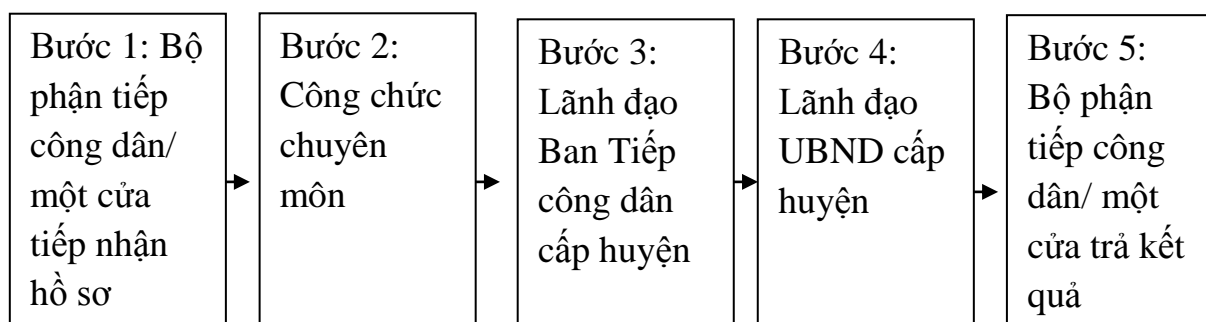 Bước 1: Bộ
phận tiếp
công dân/
một cửa
tiếp nhận
hồ sơ
Bước 2:
Công chức
chuyên
môn
Bước 3:
Lãnh đạo
Ban Tiếp
công dân
cấp huyện
Bước 4:
Lãnh đạo
UBND cấp
huyện
Bước 5:
Bộ phận
tiếp công
dân/ một
cửa trả kết
quả